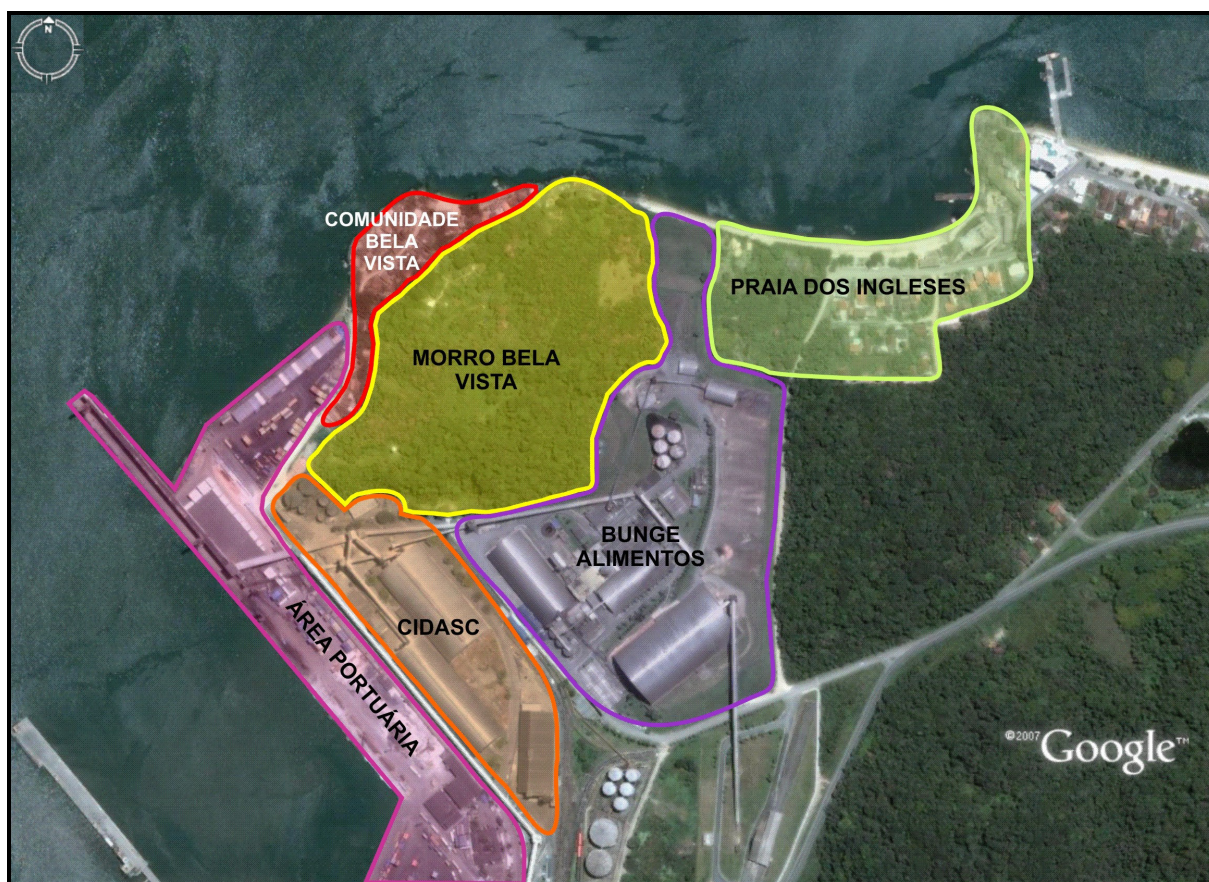 N
COMUNIDADE
BELA
VISTA
PRAIA DOS INGLESES
MORRO BELA
VISTA
BUNGE
ALIMENTOS
CIDASC
ÁREA PORTUÁRIA
©2007 Google™